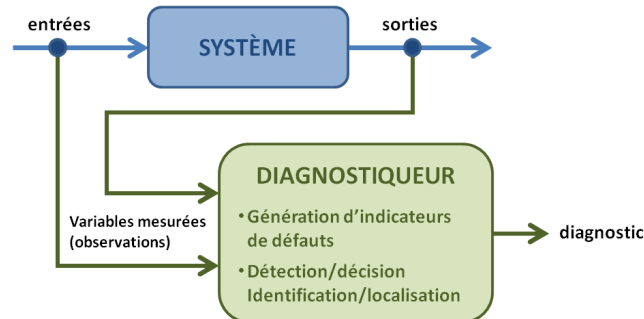 entrées
sorties
SYSTÈME
DIAGNOSTIQUEUR
Variables mesurées
(observations)
• Génération d'indicateurs
de défauts
• Détection/décision
Identification/localisation
diagnostic